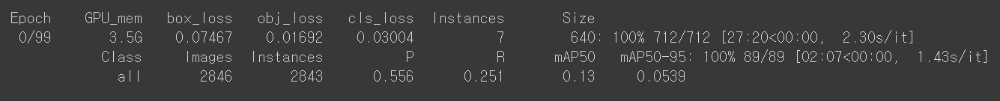 Epoch GPU_mem box_loss obj_loss cls_loss Instances Size
0/99 3.5G 0.07467 0.01692 0.03004 7 640: 100% 712/712 [27:20<00:00, 2.30s/it]
Class Images Instances P R mAP50 mAP50-95: 100% 89/89 [02:07<00:00, 1.43s/it]
all 2846 2843 0.556 0.251 0.13 0.0539